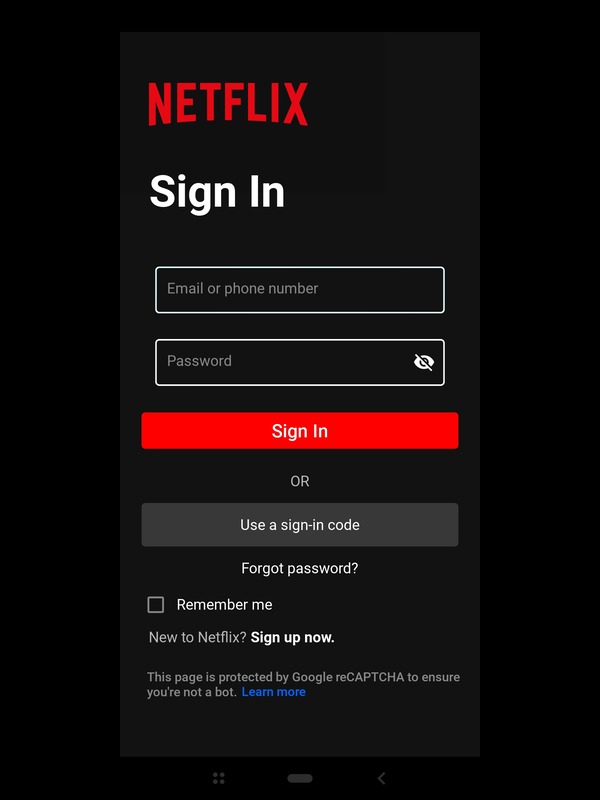 NETFLIX
Sign In
Email or phone number
Password
Sign In
OR
Use a sign-in code
Forgot password?
Remember me
New to Netflix? Sign up now.
This page is protected by Google reCAPTCHA to ensure
you're not a bot. Learn more